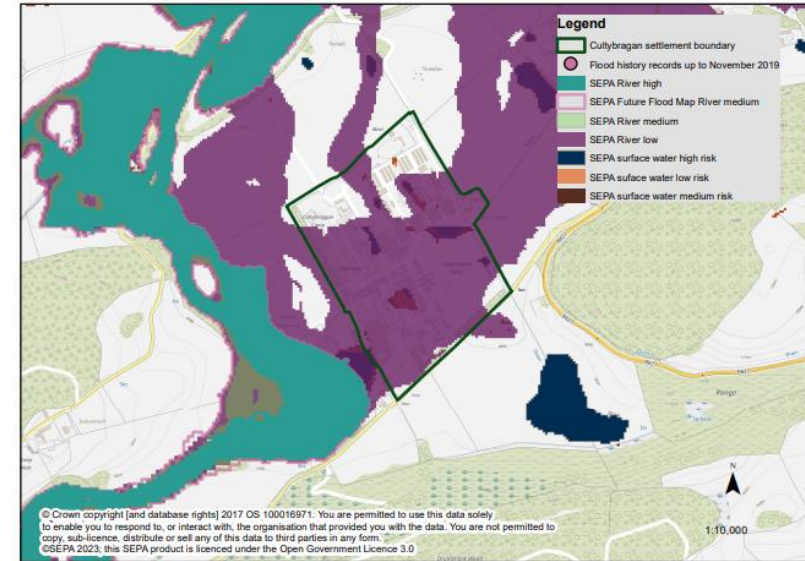 Legend
Cultybragan settlement boundary
Flood history records up to November 2019
SEPA River high
SEPA Future Flood Map River medium
SEPA River medium
SEPA River low
SEPA surface water high risk
SEPA suface water low risk
SEPA surface water medium risk
Range
N
1:10,000
© Crown copyright [and database rights] 2017 OS 100016971. You are permitted to use this data solely
to enable you to respond to, or interact with, the organisation that provided you with the data. You are not permitted to
copy, sub-licence, distribute or sell any of this data to third parties in any form.
©SEPA 2023; this SEPA product is licenced under the Open Government Licence 3.0